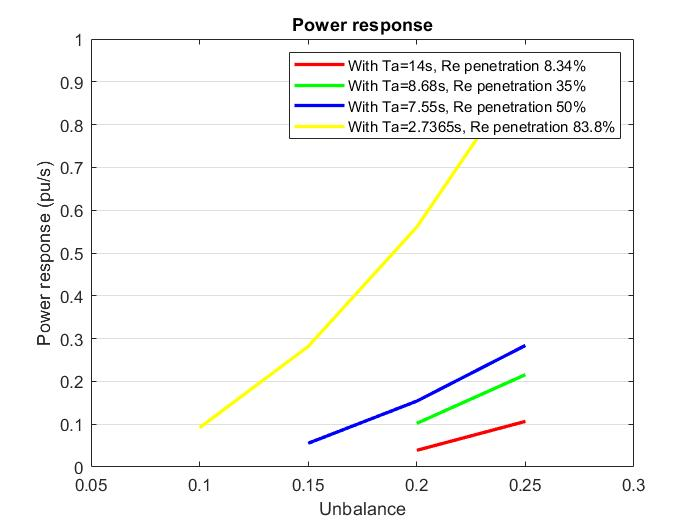 Power response
1
0.9
0.8
0.7
0.6
0.5
0.4
0.3
0.2
0.1
0
Power response (pu/s)
With Ta=14s, Re penetration 8.34%
With Ta=8.68s, Re penetration 35%
With Ta=7.55s, Re penetration 50%
With Ta=2.7365s, Re penetration 83.8%
0.05 0.1 0.15 0.2 0.25 0.3
Unbalance